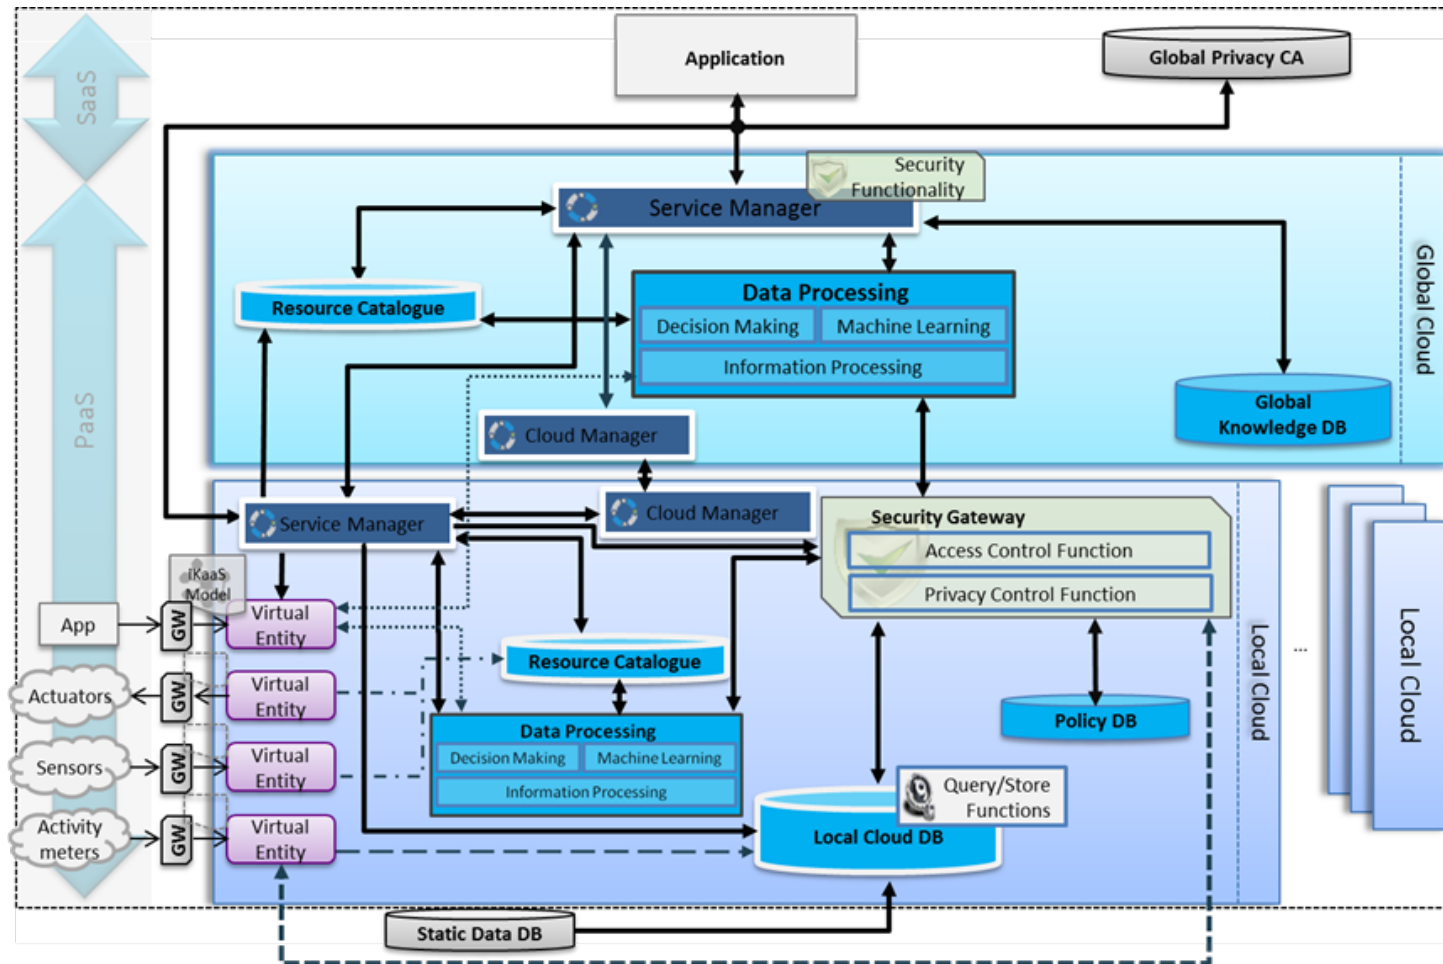 SaaS
Application
Global Privacy CA
Security
Functionality
Service Manager
Global Cloud
PaaS
Resource Catalogue
Data Processing
Decision Making
Machine Learning
Information Processing
Global
Knowledge DB
Cloud Manager
Service Manager
Cloud Manager
Security Gateway
Access Control Function
Privacy Control Function
iKaaS
Model
App
GW
Virtual
Entity
Resource Catalogue
Local Cloud
...
Local Cloud
Actuators
GW
Virtual
Entity
Policy DB
Data Processing
Decision Making
Machine Learning
Information Processing
Sensors
GW
Virtual
Entity
Query/Store
Functions
Activity
meters
GW
Virtual
Entity
Local Cloud DB
Static Data DB